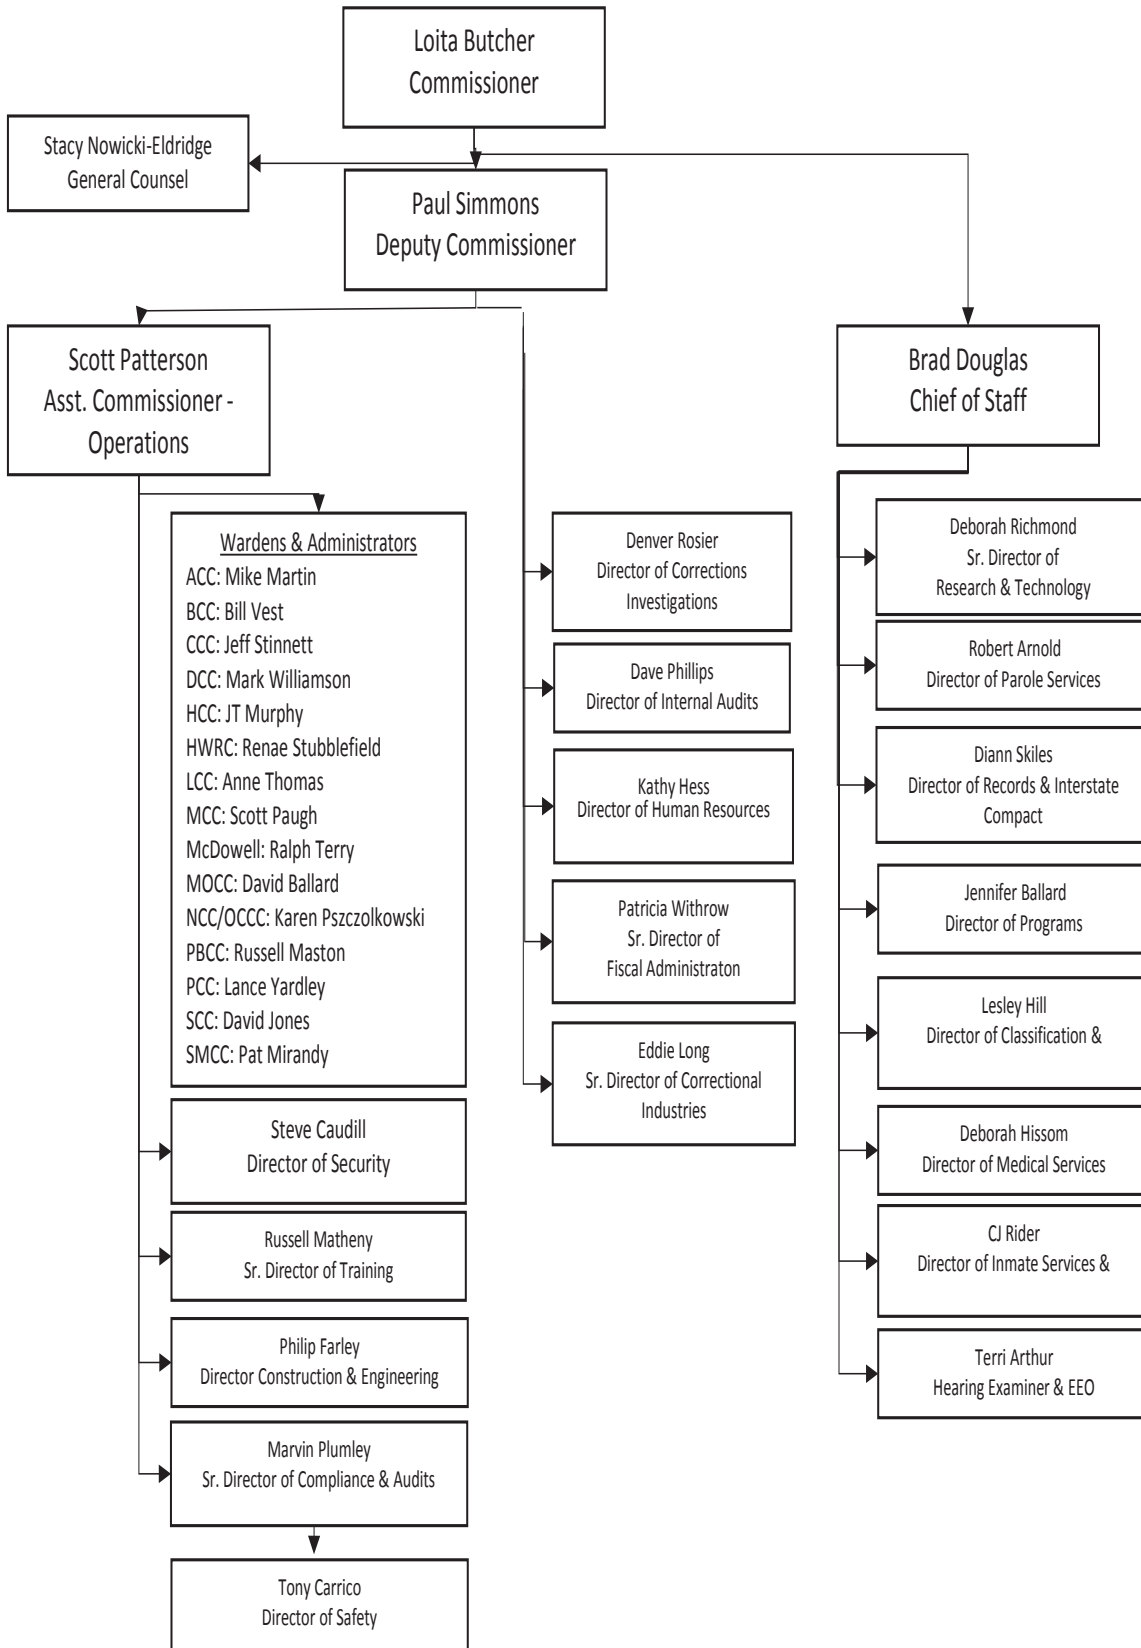 Loita Butcher
Commissioner
Stacy Nowicki-Eldridge
General Counsel
Paul Simmons
Deputy Commissioner
Scott Patterson
Asst. Commissioner -
Operations
Brad Douglas
Chief of Staff
Wardens & Administrators
ACC: Mike Martin
BCC: Bill Vest
CCC: Jeff Stinnett
DCC: Mark Williamson
HCC: JT Murphy
HWRC: Renae Stubblefield
LCC: Anne Thomas
MCC: Scott Paugh
McDowell: Ralph Terry
MOCC: David Ballard
NCC/OCCC: Karen Pszczolkowski
PBCC: Russell Maston
PCC: Lance Yardley
SCC: David Jones
SMCC: Pat Mirandy
Steve Caudill
Director of Security
Russell Matheny
Sr. Director of Training
Philip Farley
Director Construction & Engineering
Marvin Plumley
Sr. Director of Compliance & Audits
Tony Carrico
Director of Safety
Denver Rosier
Director of Corrections
Investigations
Dave Phillips
Director of Internal Audits
Kathy Hess
Director of Human Resources
Patricia Withrow
Sr. Director of
Fiscal Administraton
Eddie Long
Sr. Director of Correctional
Industries
Deborah Richmond
Sr. Director of
Research & Technology
Robert Arnold
Director of Parole Services
Diann Skiles
Director of Records & Interstate
Compact
Jennifer Ballard
Director of Programs
Lesley Hill
Director of Classification &
Deborah Hissom
Director of Medical Services
CJ Rider
Director of Inmate Services &
Terri Arthur
Hearing Examiner & EEO